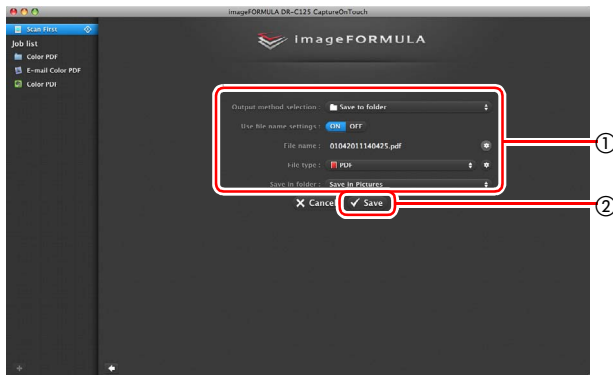 imageFORMULA DR-C125 CaptureOnTouch
Scan First
Job list
Color PDF
E-mail Color PDF
Color PDF
imageFORMULA
Output method selection : Save to folder
Use file name settings : ON OFF
File name : 01042011140425.pdf
File type : PDF
Save in folder : Save in Pictures
Cancel Save
①
②